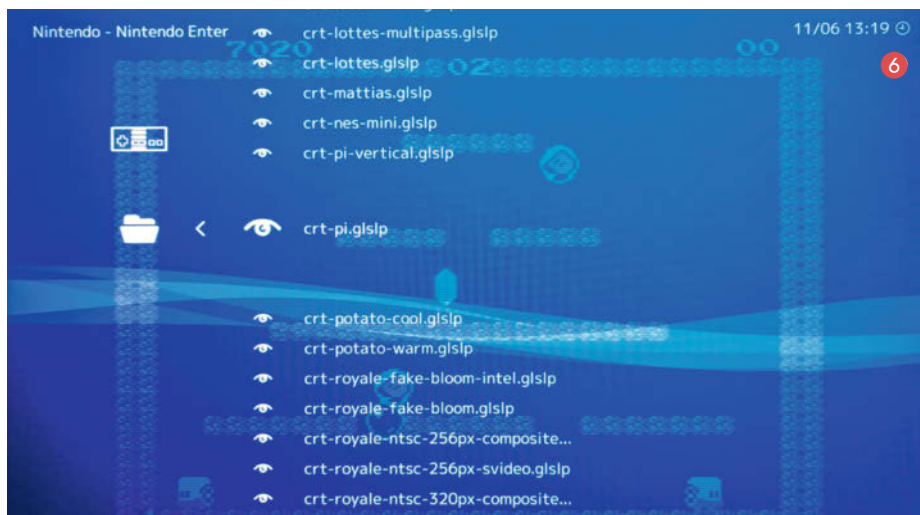 Nintendo - Nintendo Enter
11/06 13:19
6
7020
00
02
crt-lottes-multipass.glslp
crt-lottes.glslp
crt-mattias.glslp
crt-nes-mini.glslp
crt-pi-vertical.glslp
crt-pi.glslp
crt-potato-cool.glslp
crt-potato-warm.glslp
crt-royale-fake-bloom-intel.glslp
crt-royale-fake-bloom.glslp
crt-royale-ntsc-256px-composite...
crt-royale-ntsc-256px-svideo.glslp
crt-royale-ntsc-320px-composite...